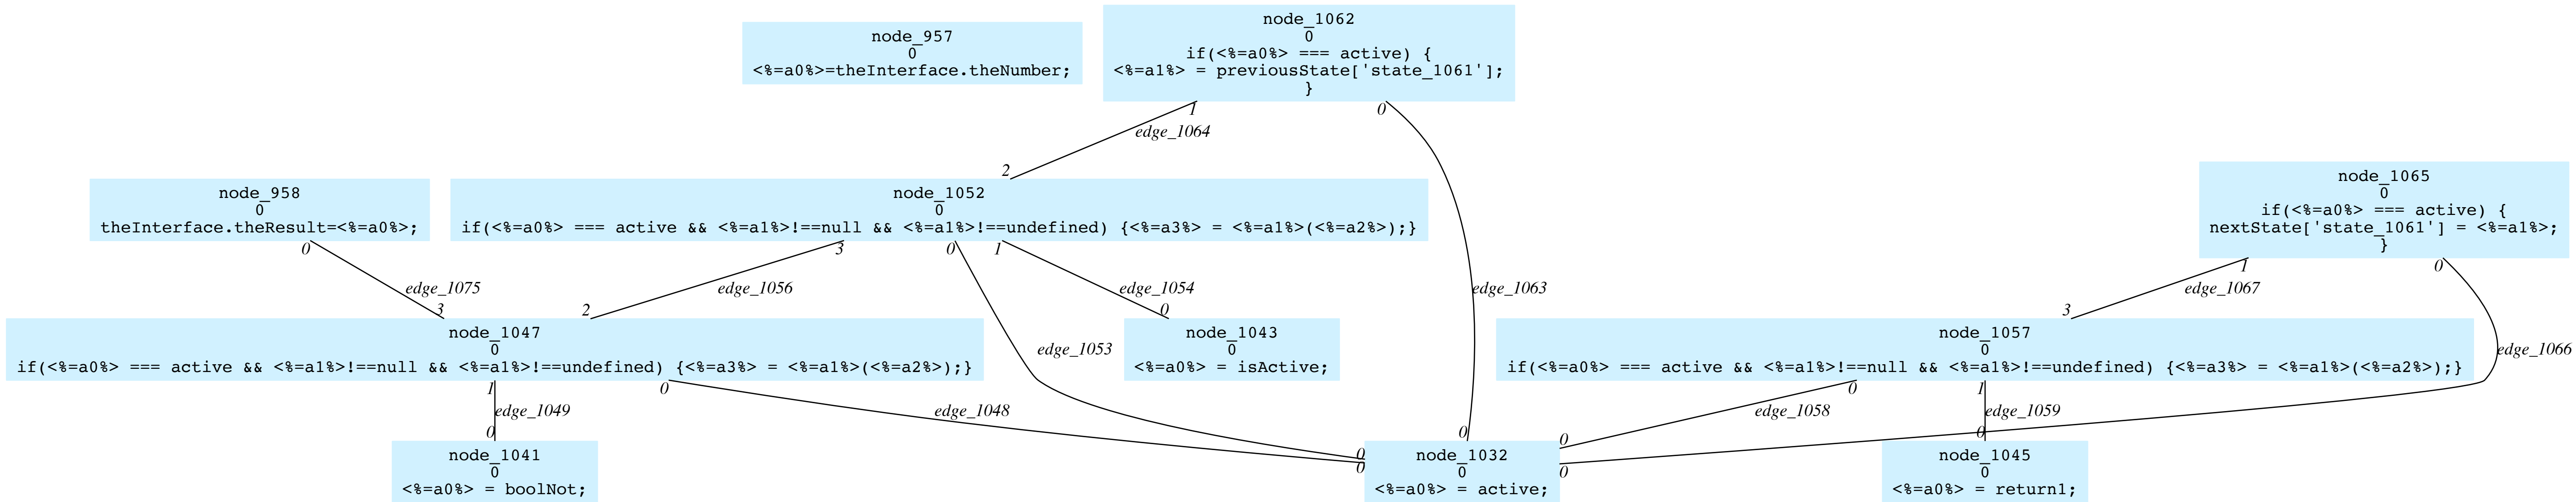 node_957
0
<%=a0%>=theInterface.theNumber;
node_1062
0
if(<%=a0%> === active) {
<%=a1%> = previousState['state_1061'];
}
1
0
edge_1064
2
node_958
0
theInterface.theResult=<%=a0%>;
0
node_1052
0
if(<%=a0%> === active && <%=a1%>!==null && <%=a1%>!==undefined) {<%=a3%> = <%=a1%>(<%=a2%>);}
3
0
1
node_1065
0
if(<%=a0%> === active) {
nextState['state_1061'] = <%=a1%>;
}
1
0
edge_1075
edge_1056
edge_1054
edge_1063
edge_1067
3
2
0
3
node_1047
0
if(<%=a0%> === active && <%=a1%>!==null && <%=a1%>!==undefined) {<%=a3%> = <%=a1%>(<%=a2%>);}
1
0
edge_1053
node_1043
0
<%=a0%> = isActive;
node_1057
0
if(<%=a0%> === active && <%=a1%>!==null && <%=a1%>!==undefined) {<%=a3%> = <%=a1%>(<%=a2%>);}
0
1
edge_1066
edge_1049
edge_1048
edge_1058
edge_1059
0
0
0
0
0
0
0
node_1041
0
<%=a0%> = boolNot;
node_1032
0
<%=a0%> = active;
node_1045
0
<%=a0%> = return1;